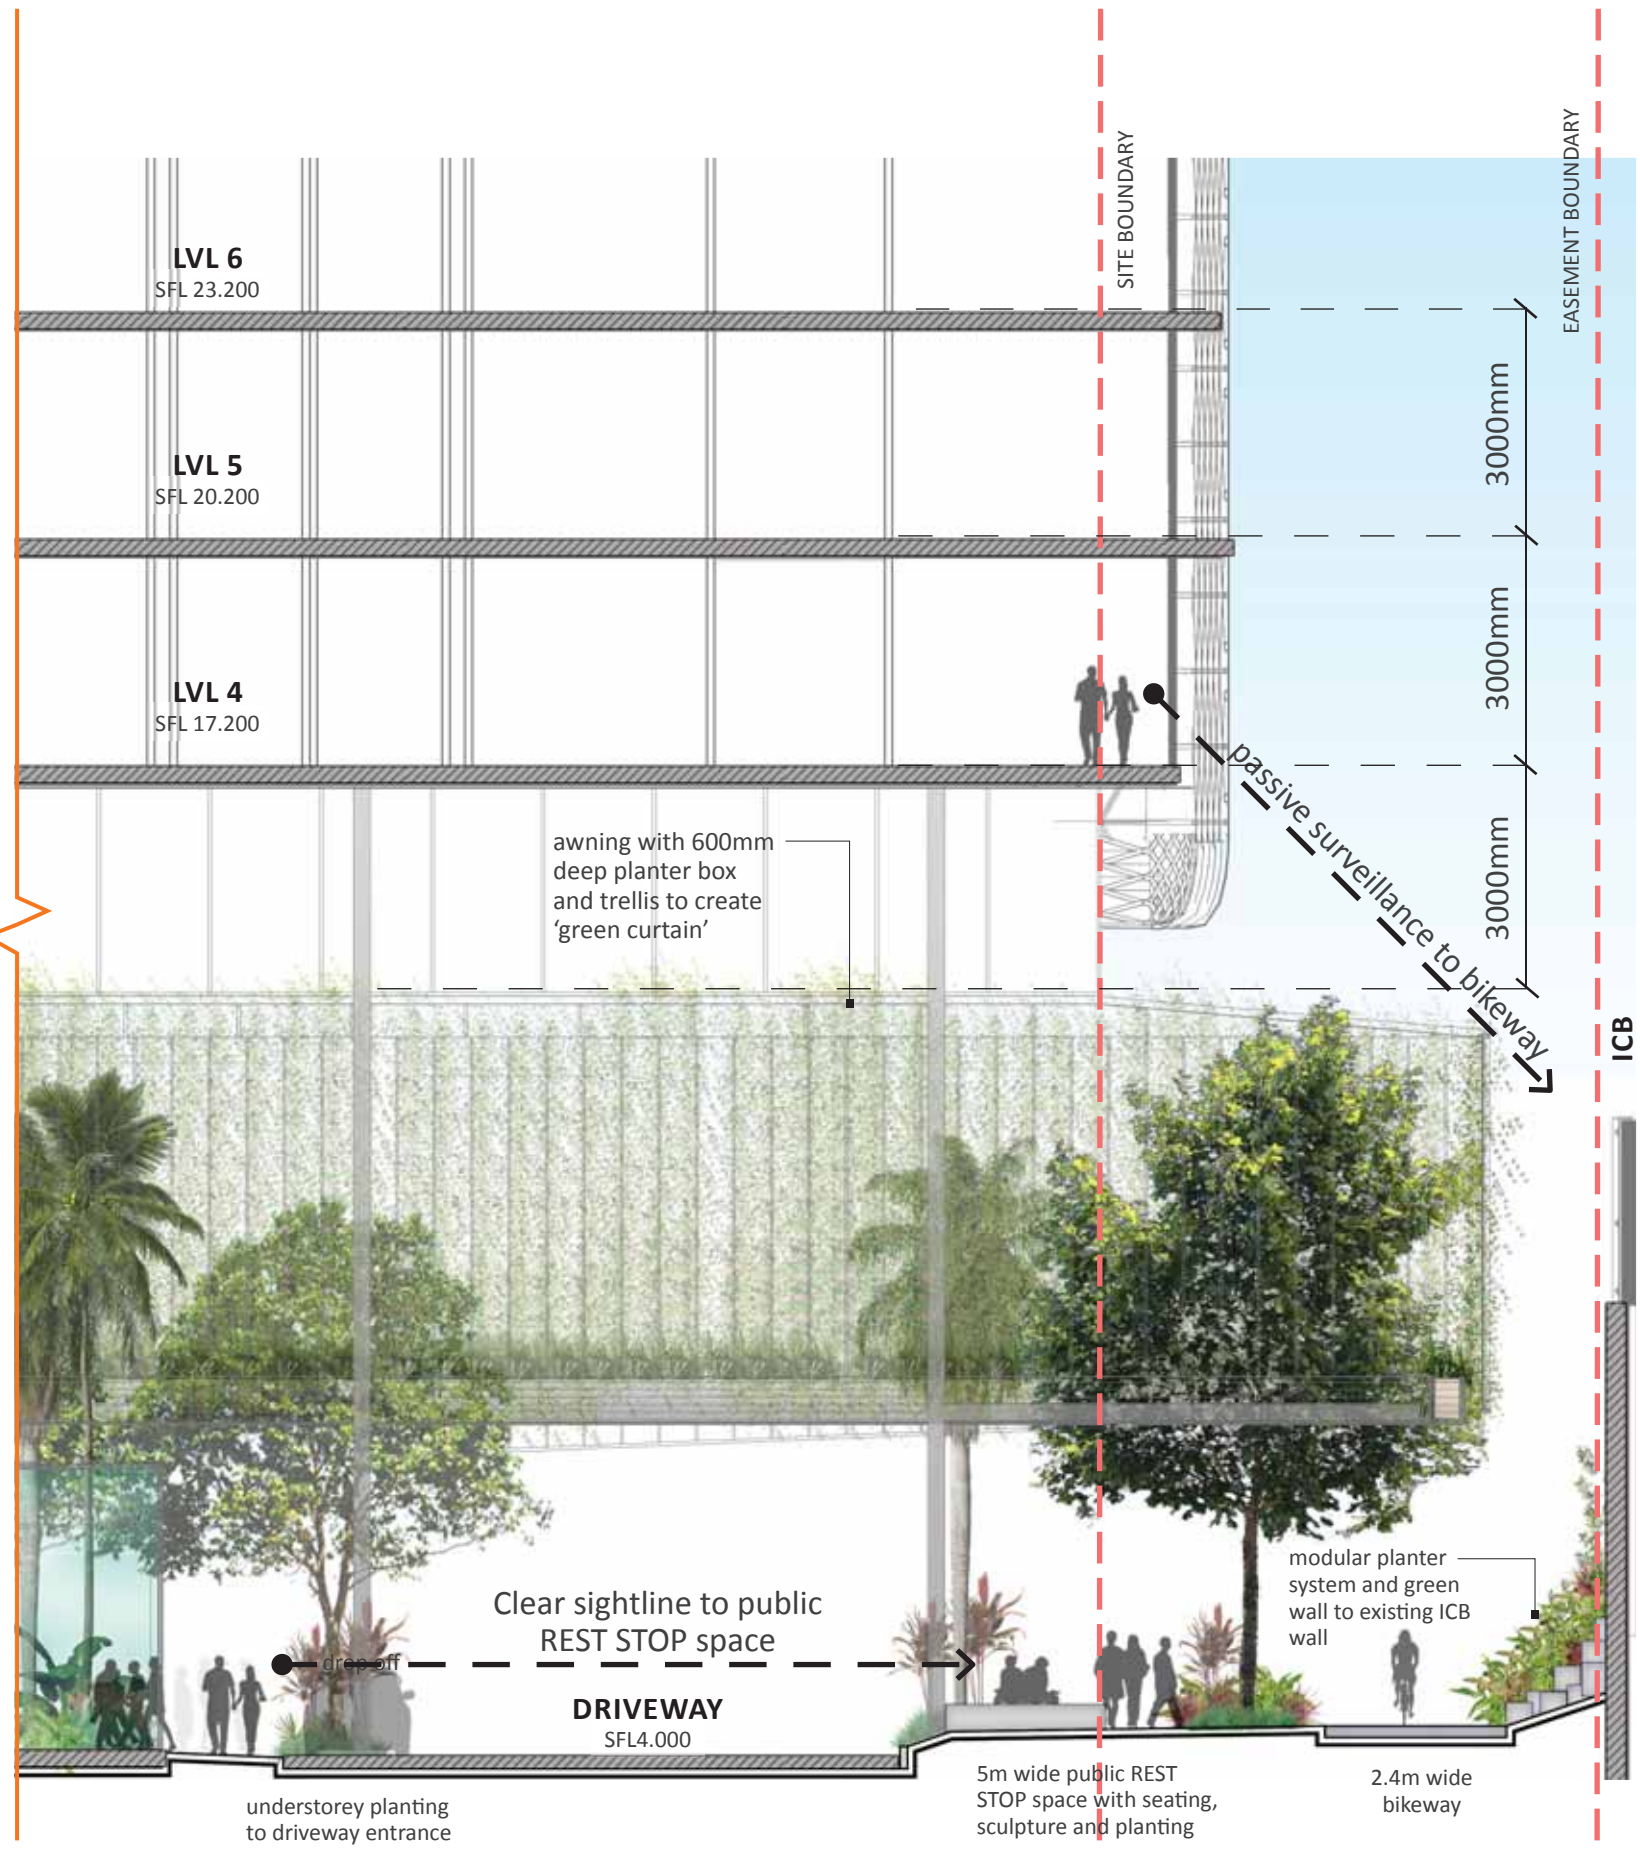 SITE BOUNDARY
EASEMENT BOUNDARY
LVL 6
SFL 23.200
3000mm
LVL 5
SFL 20.200
3000mm
LVL 4
SFL 17.200
passive surveillance to bikeway
3000mm
awning with 600mm
deep planter box
and trellis to create
‘green curtain’
ICB
modular planter
system and green
wall to existing ICB
wall
Clear sightline to public
REST STOP space
drop off
DRIVEWAY
SFL4.000
understorey planting
to driveway entrance
5m wide public REST
STOP space with seating,
sculpture and planting
2.4m wide
bikeway